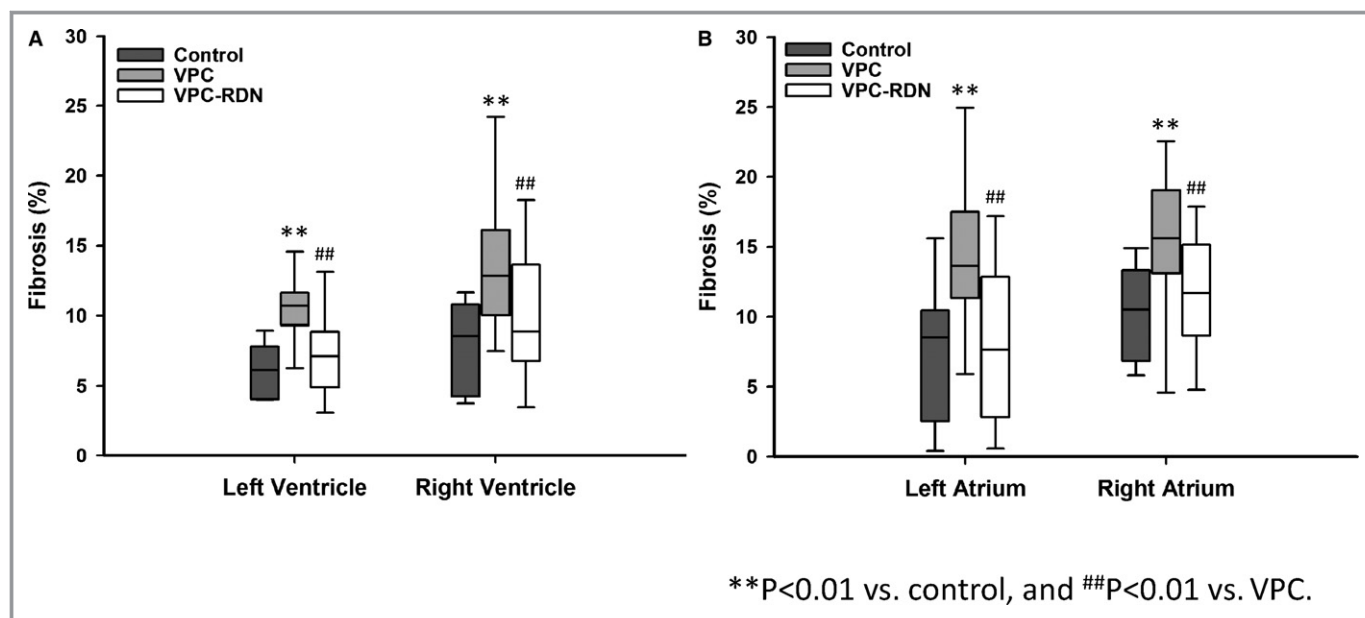 A
30
25
20
15
10
5
0
Fibrosis (%)
Control
VPC
VPC-RDN
**
##
**
##
Left Ventricle
Right Ventricle
B
30
25
20
15
10
5
0
Fibrosis (%)
Control
VPC
VPC-RDN
**
##
**
##
Left Atrium
Right Atrium
**P<0.01 vs. control, and ##P<0.01 vs. VPC.